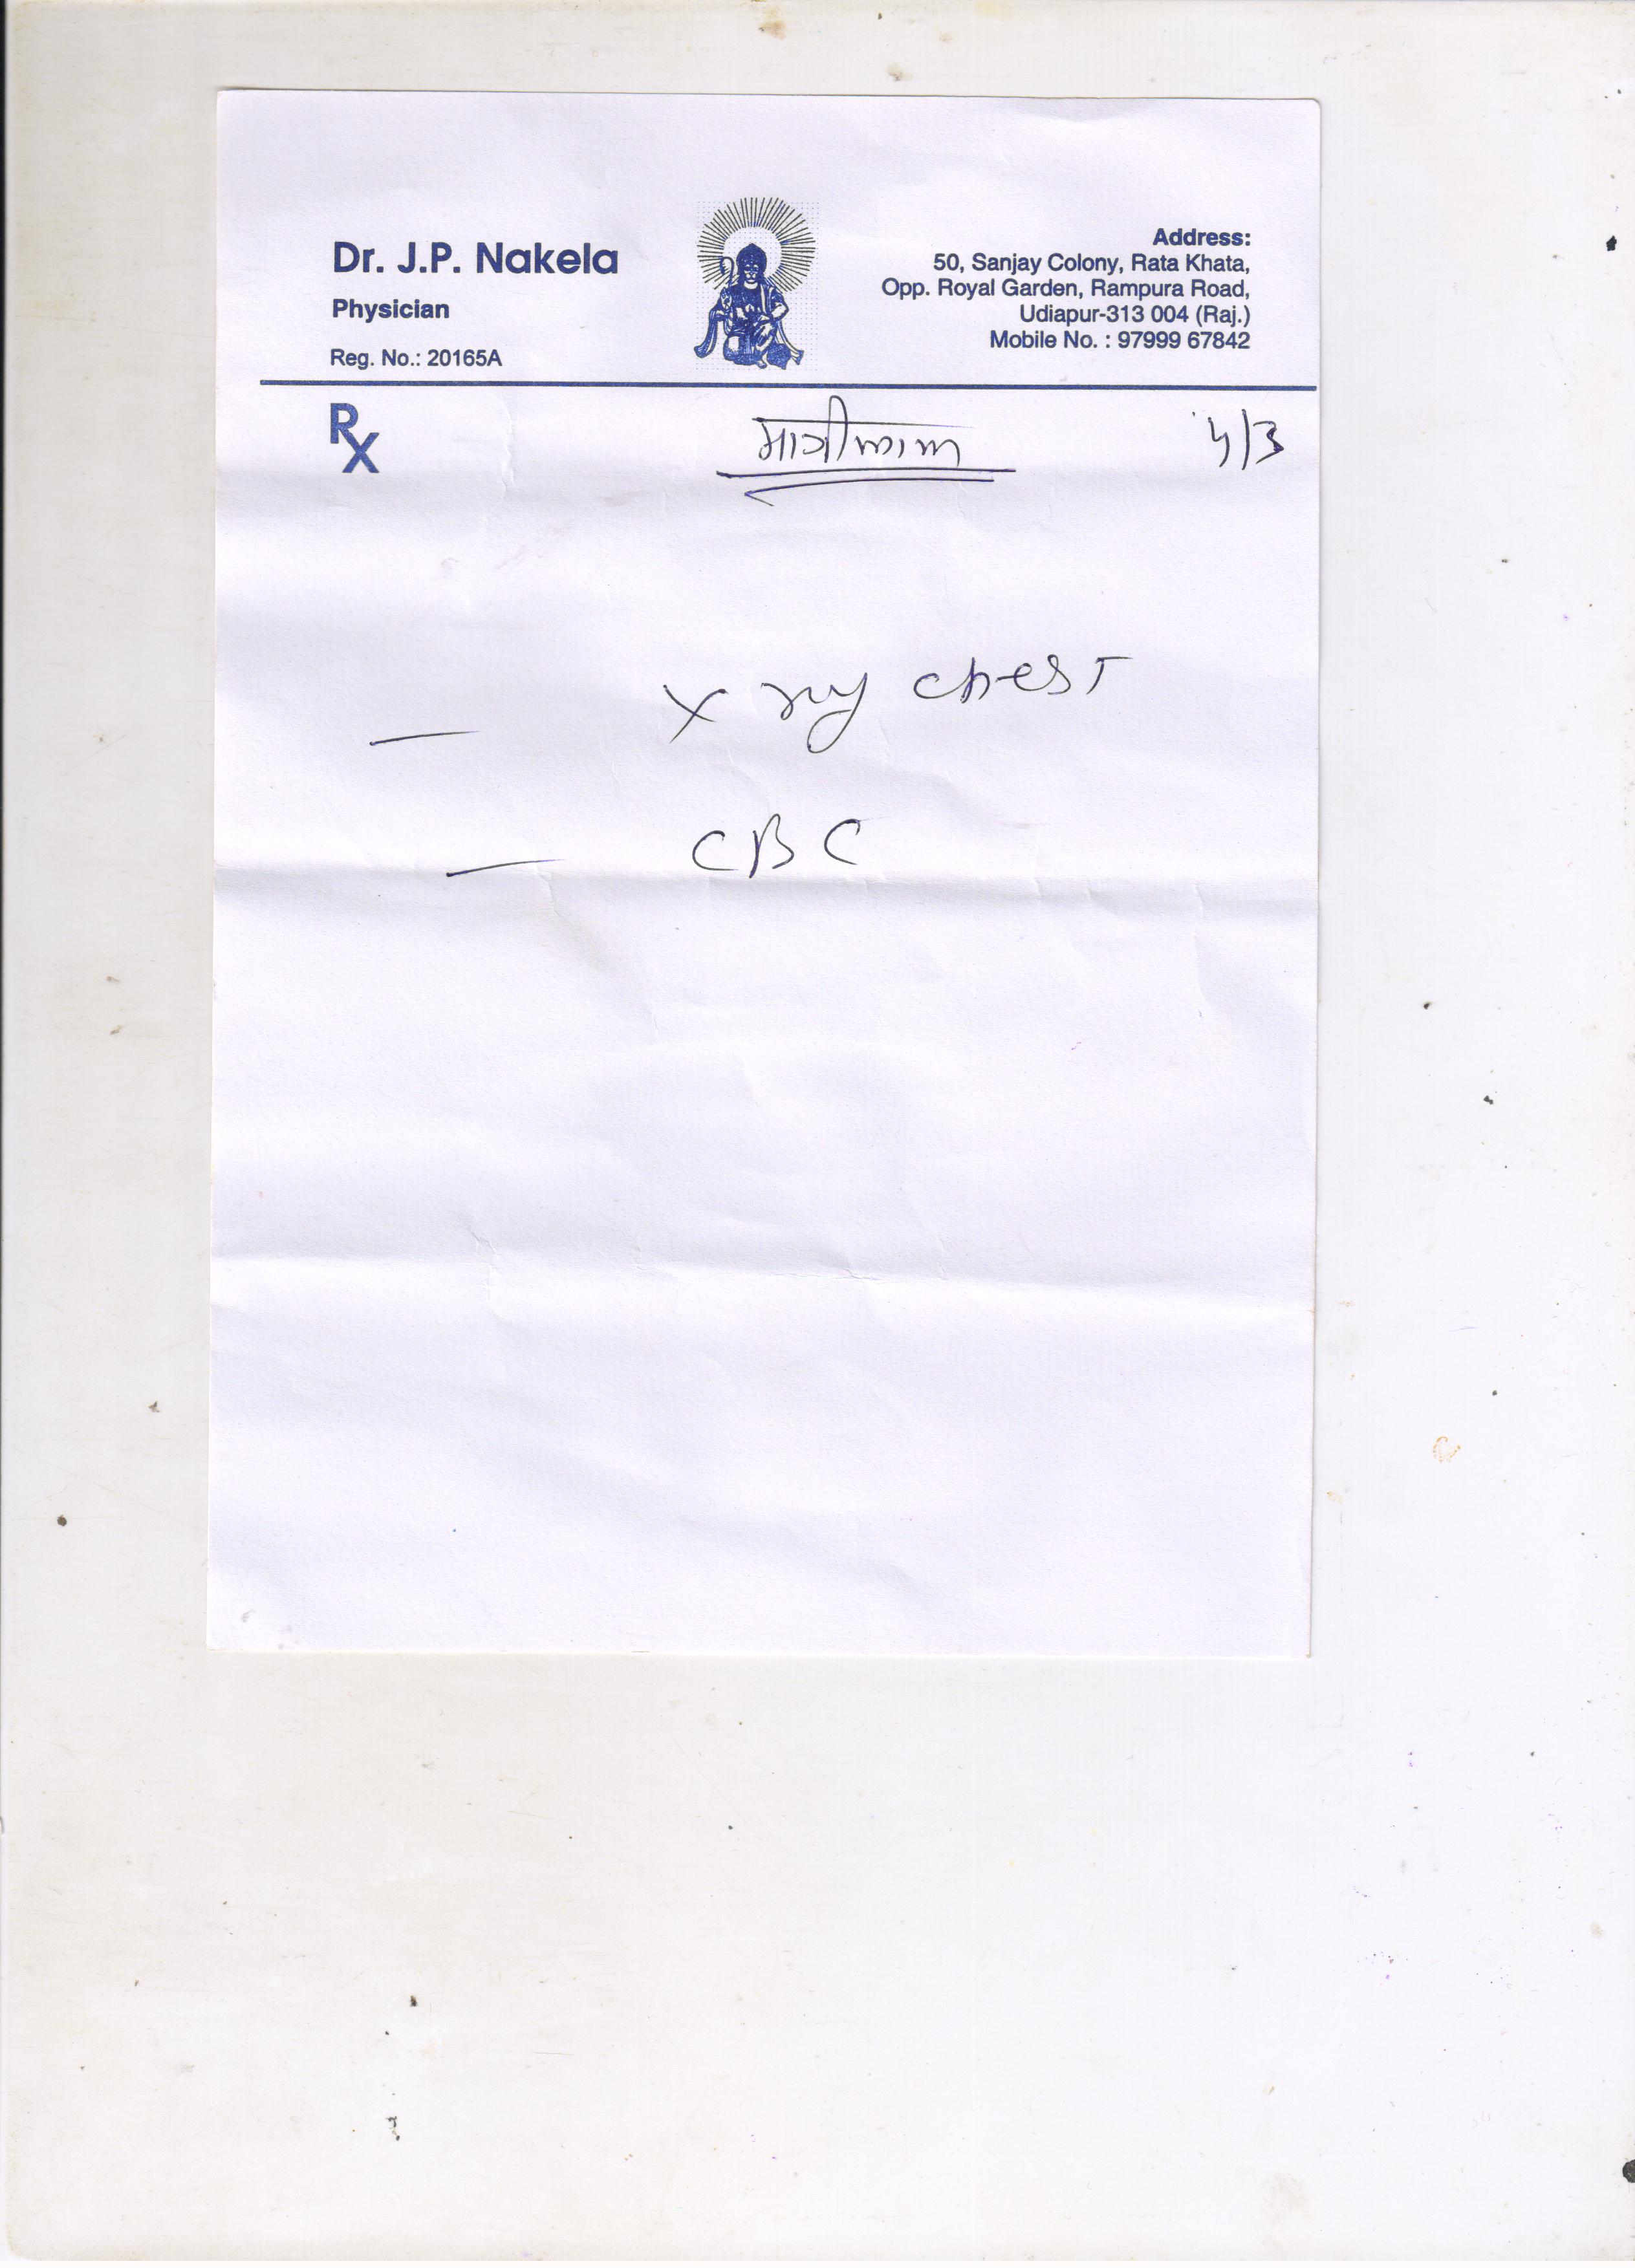 Dr. J.P. Nakela
Physician
Reg. No.: 20165A
Address:
50, Sanjay Colony, Rata Khata,
Opp. Royal Garden, Rampura Road,
Udiapur-313 004 (Raj.)
Mobile No. : 97999 67842
Rx
मांगीलाल
5/3
— X ray chest
— CBC